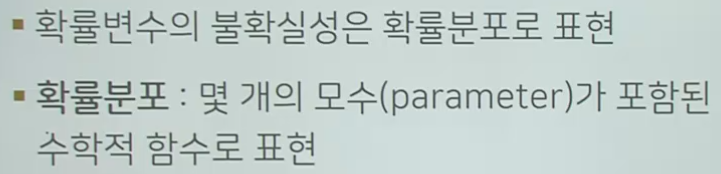 ▪ 확률변수의 불확실성은 확률분포로 표현
▪ 확률분포 : 몇 개의 모수(parameter)가 포함된
수학적 함수로 표현